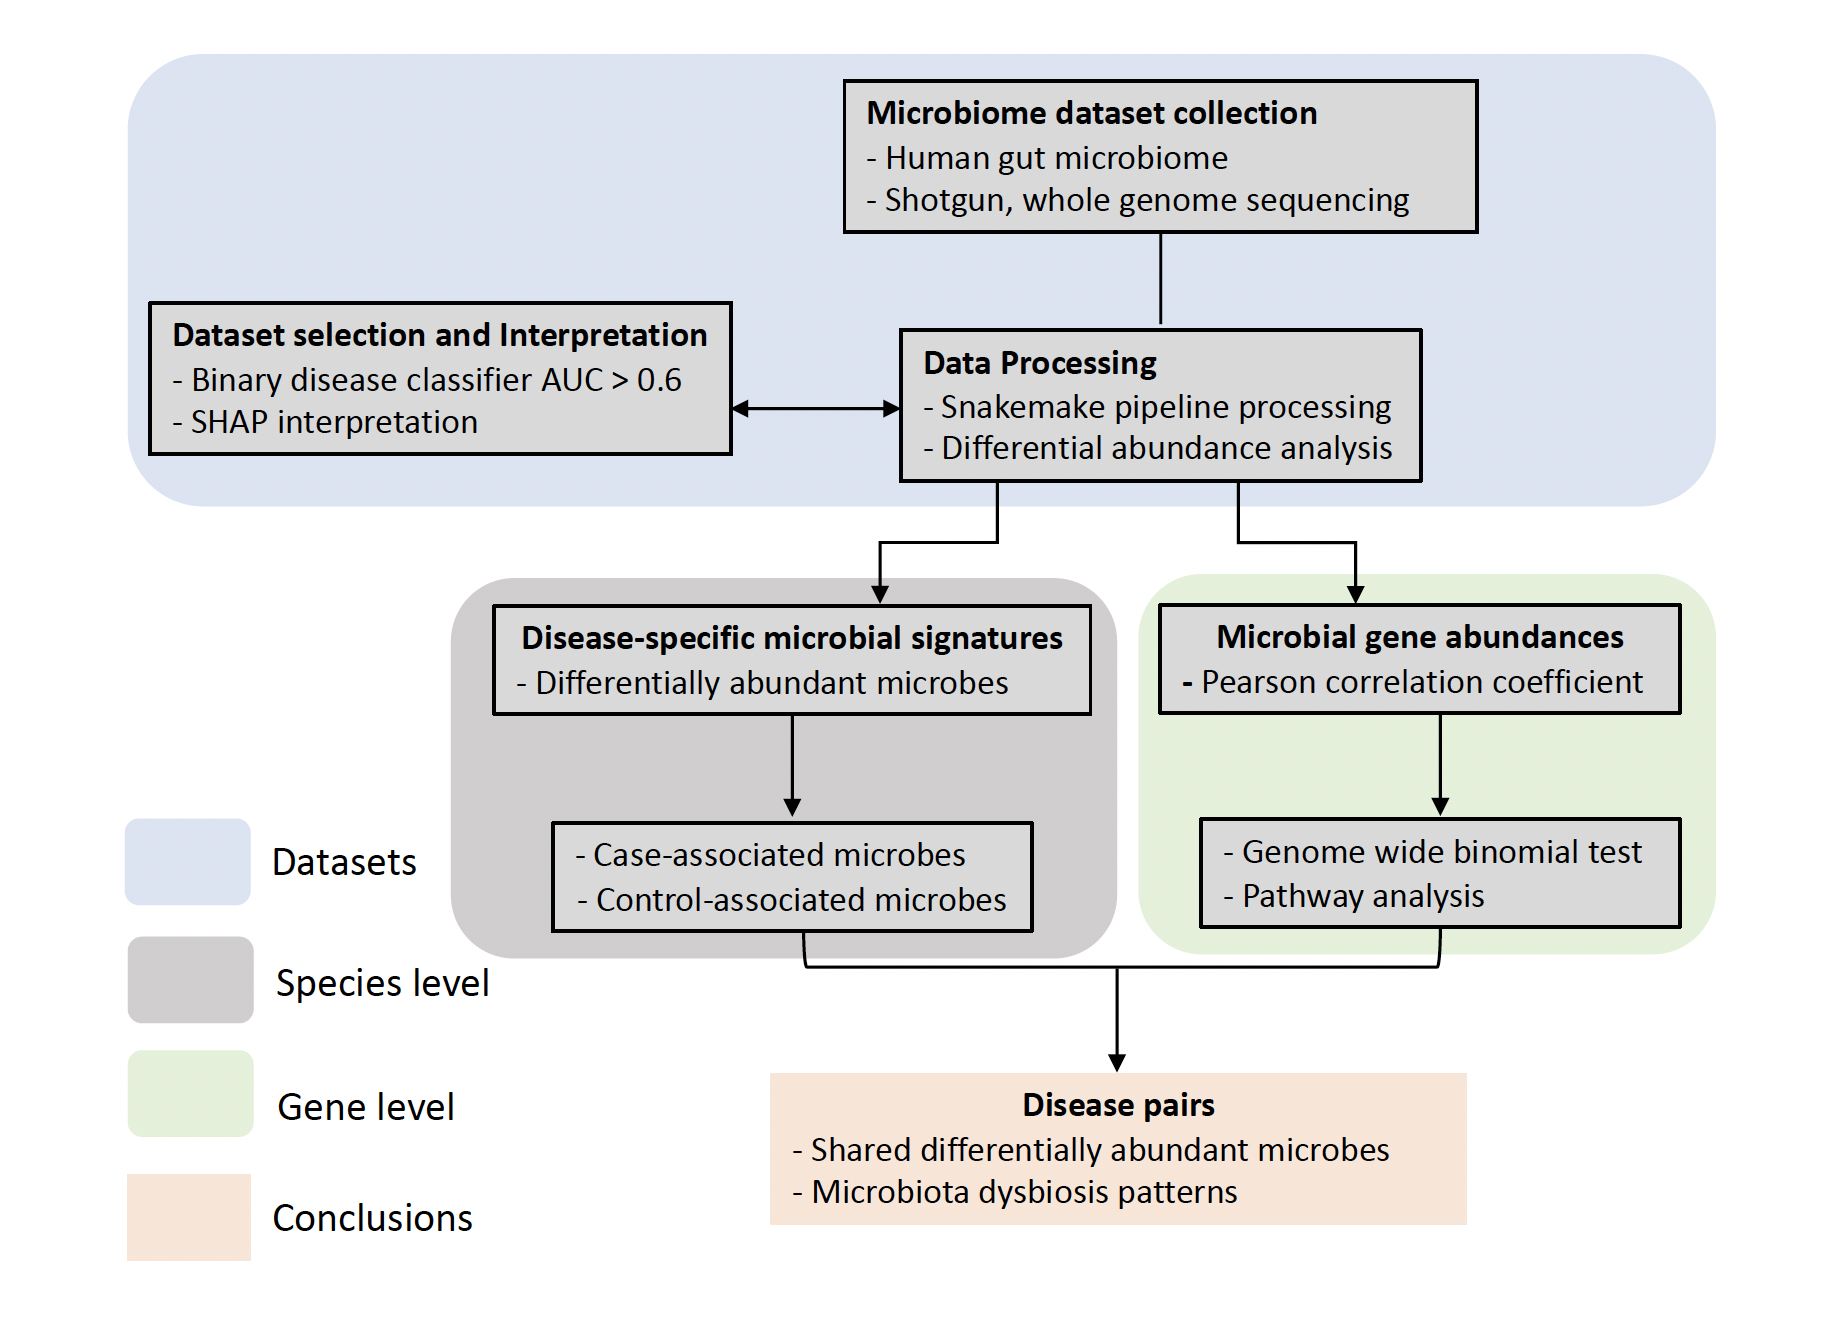 Microbiome dataset collection
- Human gut microbiome
- Shotgun, whole genome sequencing
Dataset selection and Interpretation
- Binary disease classifier AUC > 0.6
- SHAP interpretation
Data Processing
- Snakemake pipeline processing
- Differential abundance analysis
Disease-specific microbial signatures
- Differentially abundant microbes
Microbial gene abundances
- Pearson correlation coefficient
- Case-associated microbes
- Control-associated microbes
- Genome wide binomial test
- Pathway analysis
Disease pairs
- Shared differentially abundant microbes
- Microbiota dysbiosis patterns
Datasets
Species level
Gene level
Conclusions